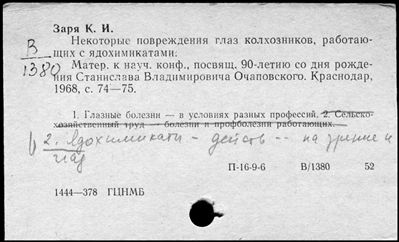 Заря К. И.
В
1380
Некоторые повреждения глаз колхозников, работаю-
щих с ядохимикатами.
Матер. к науч. конф., посвящ. 90-летию со дня рожде-
ния Станислава Владимировича Очаповского. Краснодар,
1968, с. 74—75.
1. Глазные болезни — в условиях разных профессий. 2. Сельско-
хозяйственный труд — болезни и профболезни работающих.
2. Ядохимикаты - действ -- на зрение и
глаз
П-16-9-6 В/1380 52
1444—378 ГЦНМБ